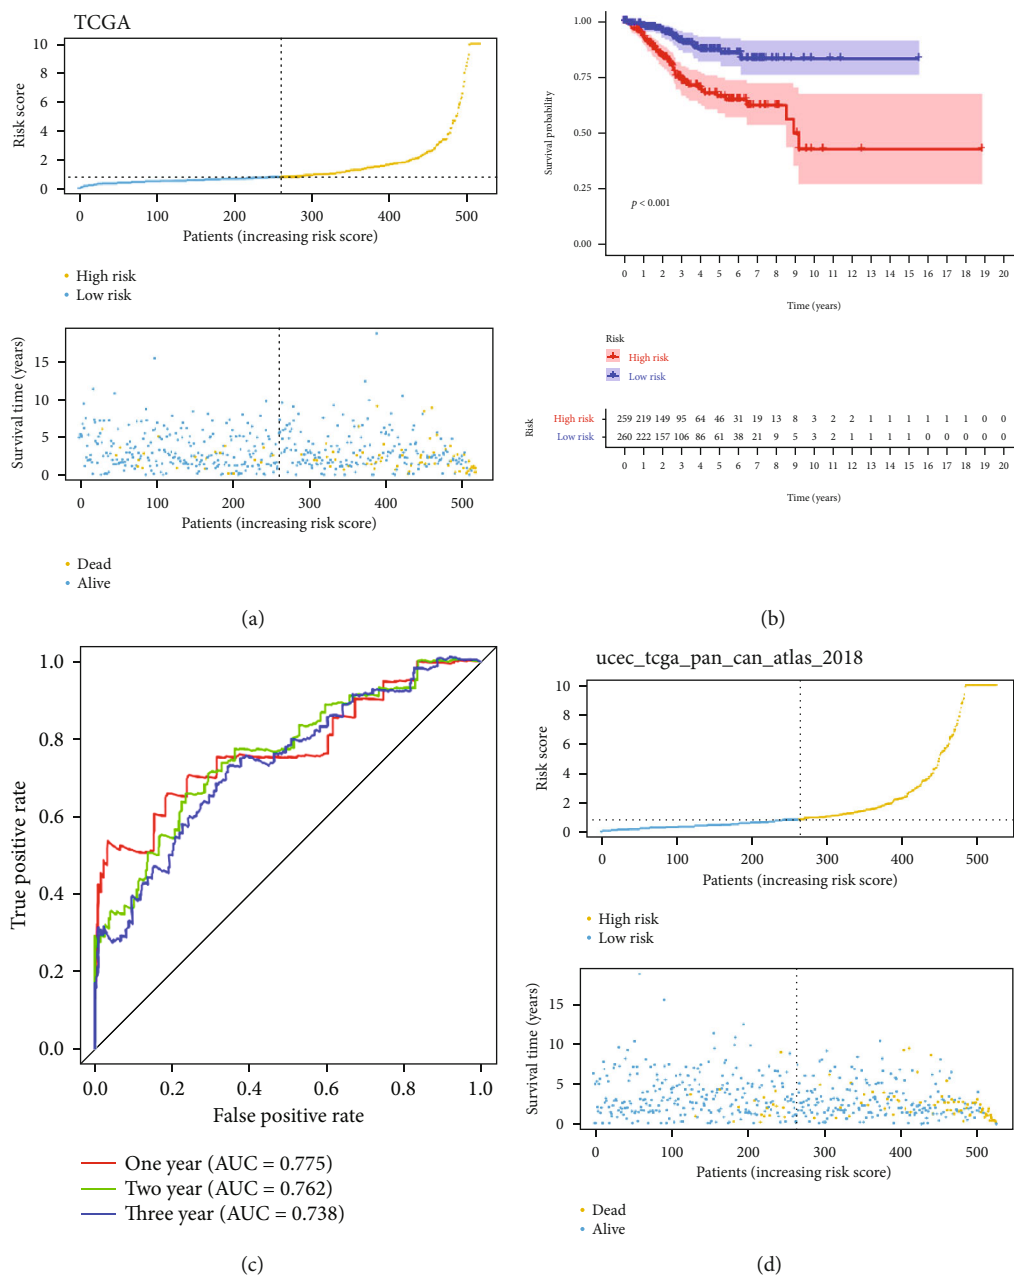 TCGA
10
8
6
4
2
0
Risk score
0 100 200 300 400 500
Patients (increasing risk score)
High risk
Low risk
15
10
5
0
Survival time (years)
0 100 200 300 400 500
Patients (increasing risk score)
Dead
Alive
(a)
1.00
0.75
0.50
0.25
0.00
Survival probability
p < 0.001
0 1 2 3 4 5 6 7 8 9 10 11 12 13 14 15 16 17 18 19 20
Time (years)
Risk
High risk
Low risk
Risk
High risk 259 219 149 95 64 46 31 19 13 8 3 2 2 1 1 1 1 1 1 0 0
Low risk 260 222 157 106 86 61 38 21 9 5 3 2 1 1 1 1 0 0 0 0 0
0 1 2 3 4 5 6 7 8 9 10 11 12 13 14 15 16 17 18 19 20
Time (years)
(b)
1.0
0.8
0.6
0.4
0.2
0.0
True positive rate
0.0 0.2 0.4 0.6 0.8 1.0
False positive rate
One year (AUC = 0.775)
Two year (AUC = 0.762)
Three year (AUC = 0.738)
(c)
ucec_tcga_pan_can_atlas_2018
10
8
6
4
2
0
Risk score
0 100 200 300 400 500
Patients (increasing risk score)
High risk
Low risk
15
10
5
0
Survival time (years)
0 100 200 300 400 500
Patients (increasing risk score)
Dead
Alive
(d)